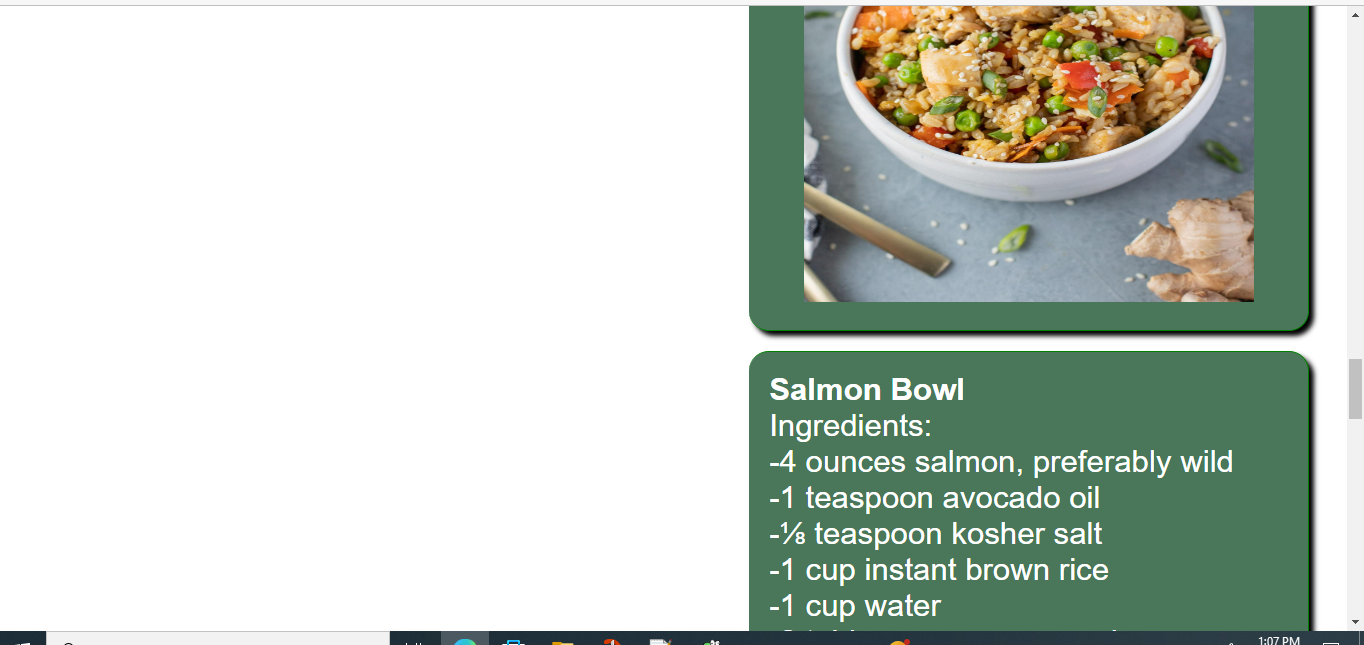 Salmon Bowl
Ingredients:
-4 ounces salmon, preferably wild
-1 teaspoon avocado oil
-⅛ teaspoon kosher salt
-1 cup instant brown rice
-1 cup water
1:07 PM